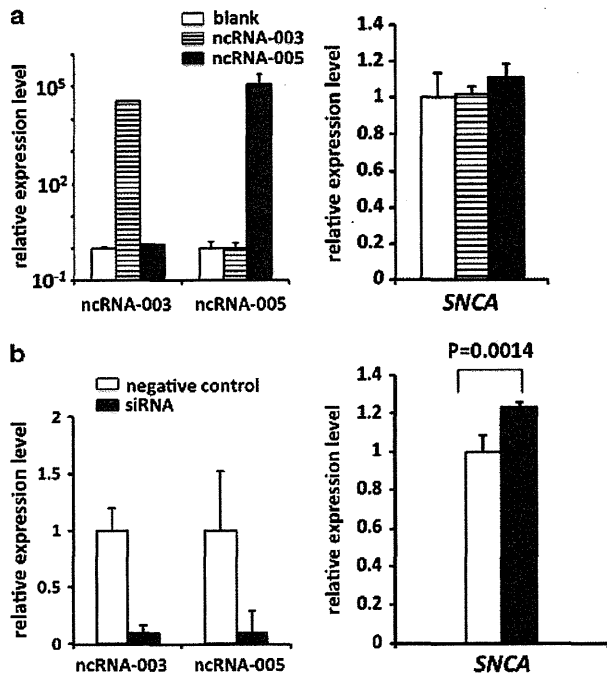 a
blank
ncRNA-003
ncRNA-005
relative expression level
10^5
10^2
10^-1
ncRNA-003 ncRNA-005
relative expression level
1.4
1.2
1
0.8
0.6
0.4
0.2
0
SNCA
b
negative control
siRNA
relative expression level
2
1.5
1
0.5
0
ncRNA-003 ncRNA-005
P=0.0014
relative expression level
1.4
1.2
1
0.8
0.6
0.4
0.2
0
SNCA